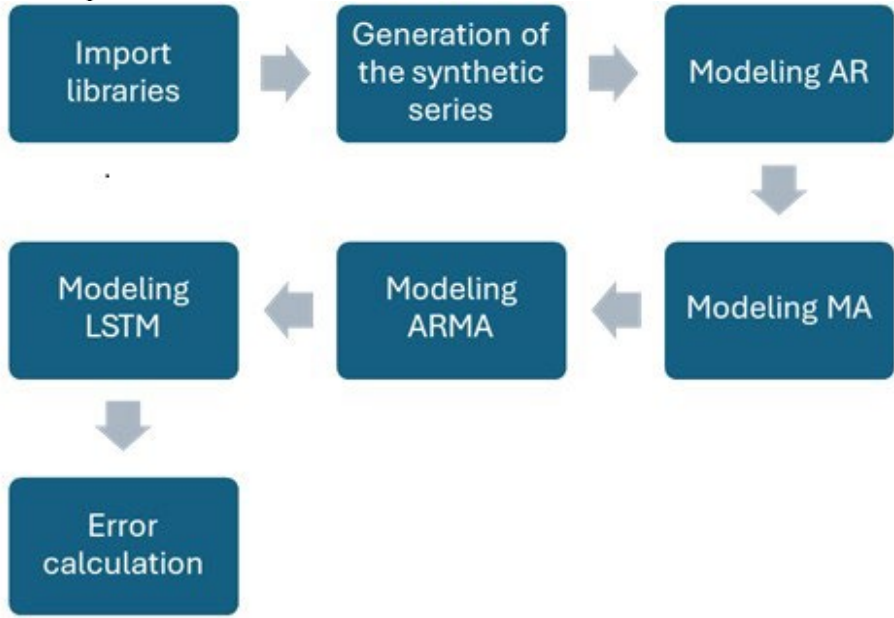 Import
libraries
Generation of
the synthetic
series
Modeling AR
Modeling MA
Modeling
ARMA
Modeling
LSTM
Error
calculation